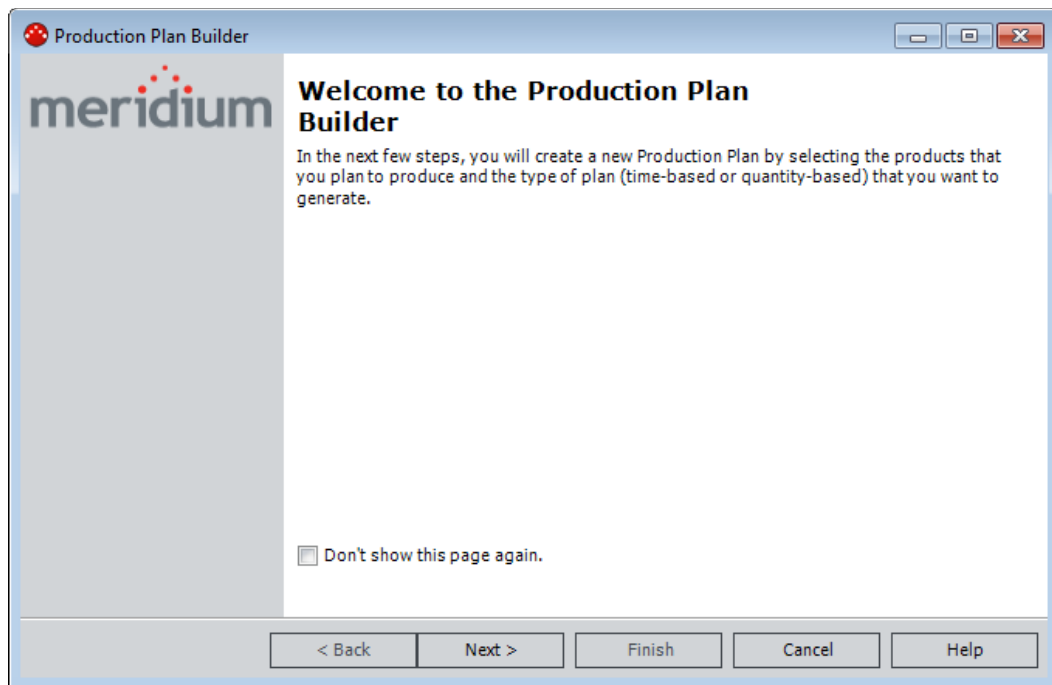 Production Plan Builder
meridium
Welcome to the Production Plan
Builder
In the next few steps, you will create a new Production Plan by selecting the products that
you plan to produce and the type of plan (time-based or quantity-based) that you want to
generate.
Don't show this page again.
< Back
Next >
Finish
Cancel
Help